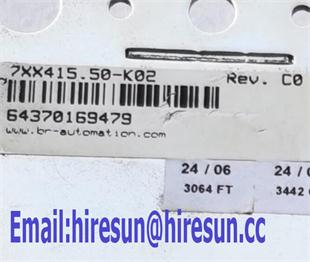 7XX415.50-K02 Rev. C0
64370169479
www.br-automation.com
24 / 06 24 / 0
3064 FT 3442
Email:hiresun@hiresun.cc